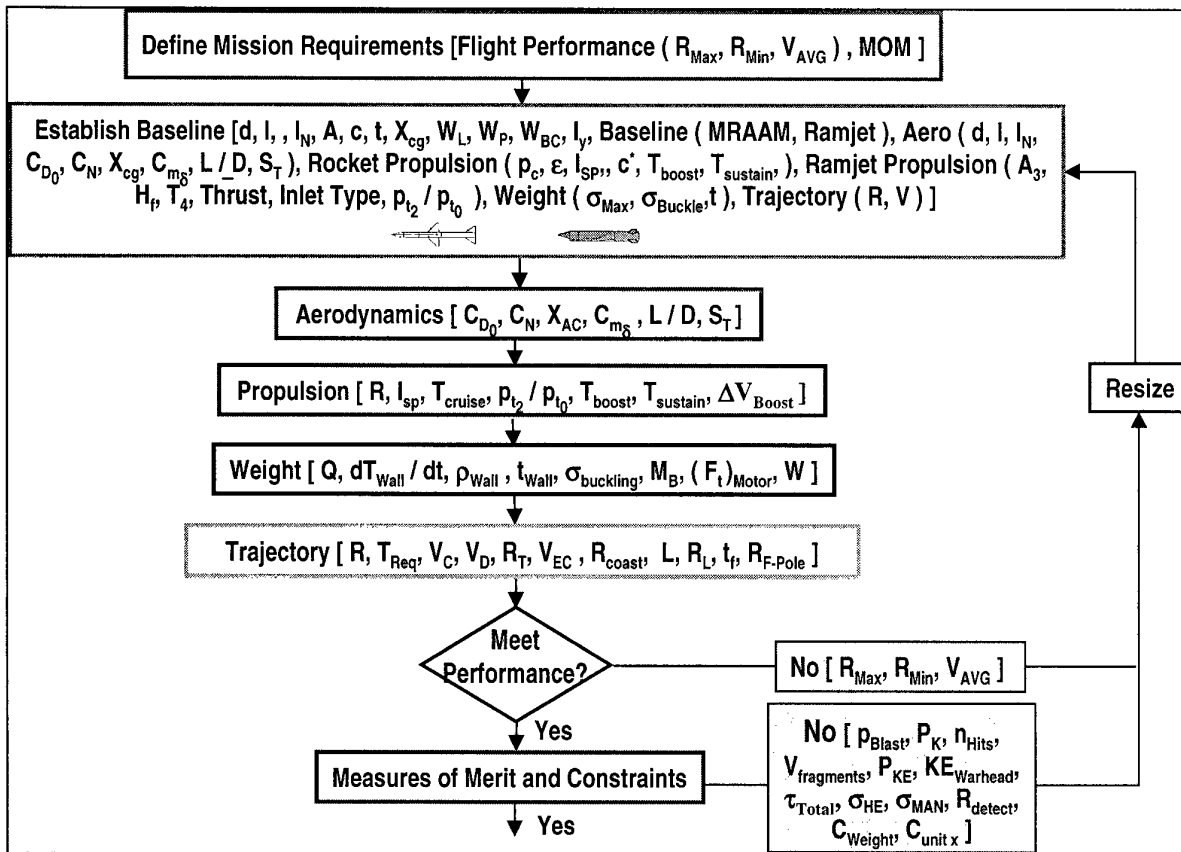 Define Mission Requirements [Flight Performance ( R_Max, R_Min, V_AVG ) , MOM ]
Establish Baseline [d, l, , l_N, A, c, t, X_cg, W_L, W_P, W_BC, I_y, Baseline ( MRAAM, Ramjet ), Aero ( d, l, l_N,
C_D0, C_N, X_cg, C_mδ, L / D, S_T ), Rocket Propulsion ( p_c, ε, I_SP,, c*, T_boost, T_sustain, ), Ramjet Propulsion ( A_3,
H_f, T_4, Thrust, Inlet Type, p_t2 / p_t0 ), Weight ( σ_Max, σ_Buckle,t ), Trajectory ( R, V ) ]
Aerodynamics [ C_D0, C_N, X_AC, C_mδ , L / D, S_T ]
Propulsion [ R, I_sp, T_cruise, p_t2 / p_t0, T_boost, T_sustain, ΔV_Boost ]
Resize
Weight [ Q, dT_Wall / dt, ρ_Wall , t_Wall, σ_buckling, M_B, ( F_t )_Motor, W ]
Trajectory [ R, T_Req, V_C, V_D, R_T, V_EC , R_coast, L, R_L, t_f, R_F-Pole ]
Meet
Performance?
No [ R_Max, R_Min, V_AVG ]
Yes
Measures of Merit and Constraints
No [ p_Blast, P_K, n_Hits,
V_fragments, P_KE, KE_Warhead,
τ_Total, σ_HE, σ_MAN, R_detect,
C_Weight, C_unit x ]
Yes